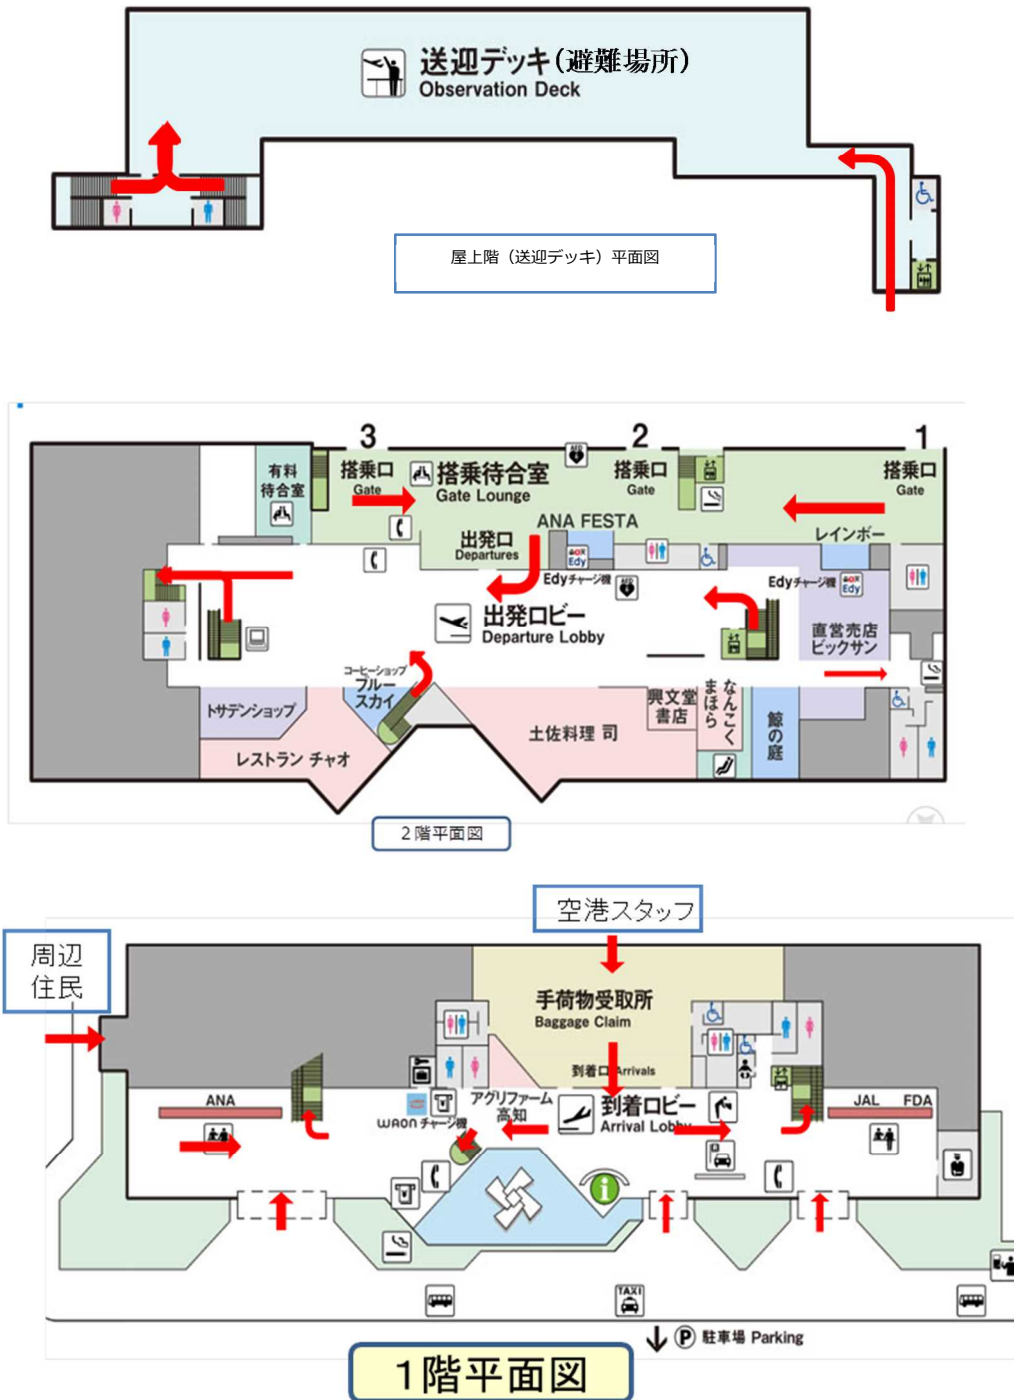 送迎デッキ(避難場所)
Observation Deck
屋上階（送迎デッキ）平面図
3
2
1
有料
待合室
搭乗口
Gate
搭乗待合室
Gate Lounge
AED
搭乗口
Gate
搭乗口
Gate
ANA FESTA
レインボー
出発口
Departures
Edy
Edyチャージ機
AED
Edyチャージ機
Edy
出発ロビー
Departure Lobby
直営売店
ビックサン
コーヒーショップ
ブルー
スカイ
トサデンショップ
レストラン チャオ
土佐料理 司
興文堂
書店
なんこく
まほら
鯨の庭
２階平面図
空港スタッフ
周辺
住民
手荷物受取所
Baggage Claim
到着口 Arrivals
ANA
アグリファーム
高知
WAON チャージ機
到着ロビー
Arrival Lobby
JAL
FDA
i
TAXI
P 駐車場 Parking
1階平面図